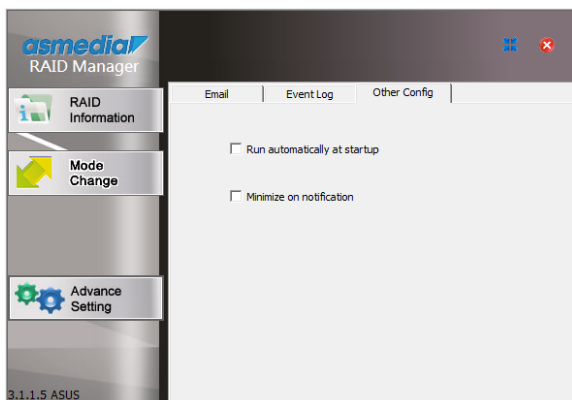 asmedia
RAID Manager
RAID
Information
Mode
Change
Advance
Setting
3.1.1.5 ASUS
Email
Event Log
Other Config
Run automatically at startup
Minimize on notification